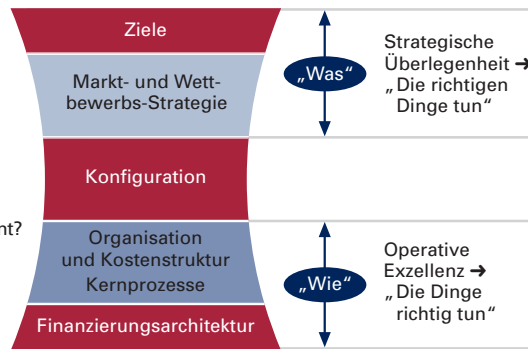 Ziele
Markt- und Wett-
bewerbs-Strategie
„Was“
Strategische
Überlegenheit ➔
„Die richtigen
Dinge tun“
Konfiguration
nt?
Organisation
und Kostenstruktur
Kernprozesse
Finanzierungsarchitektur
„Wie“
Operative
Exzellenz ➔
„Die Dinge
richtig tun“